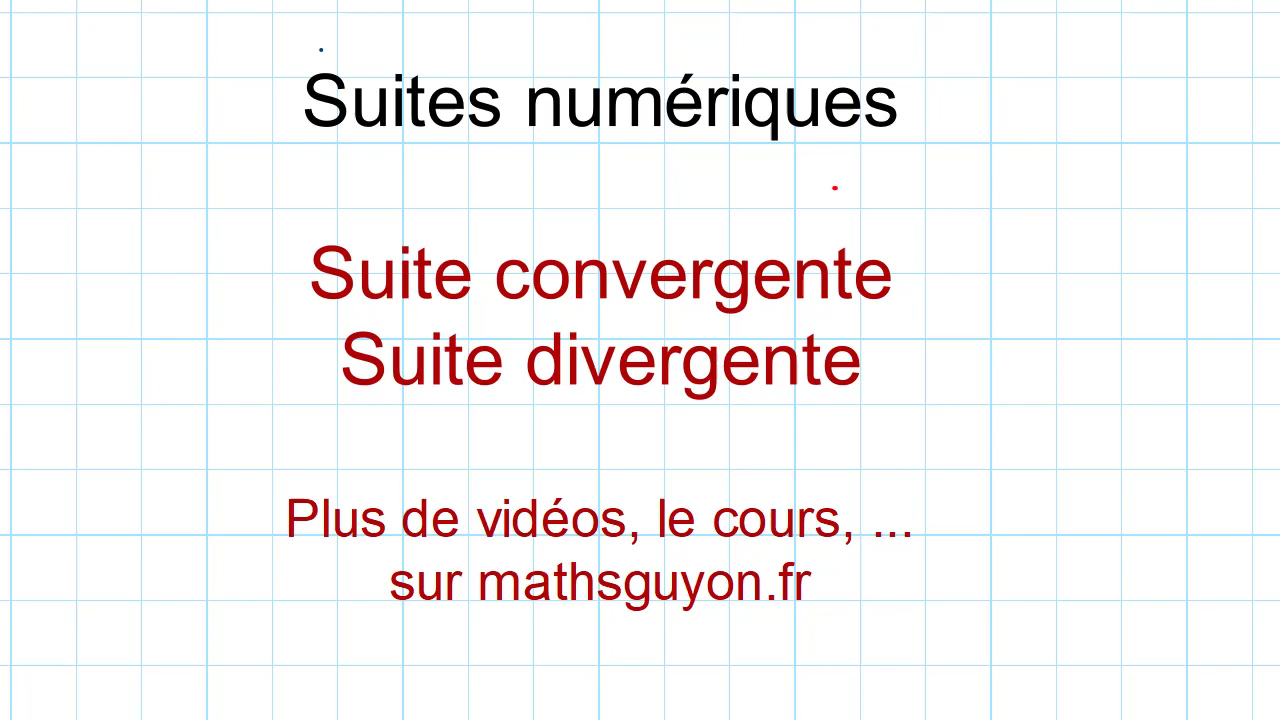 Suites numériques
Suite convergente
Suite divergente
Plus de vidéos, le cours, ...
sur mathsguyon.fr